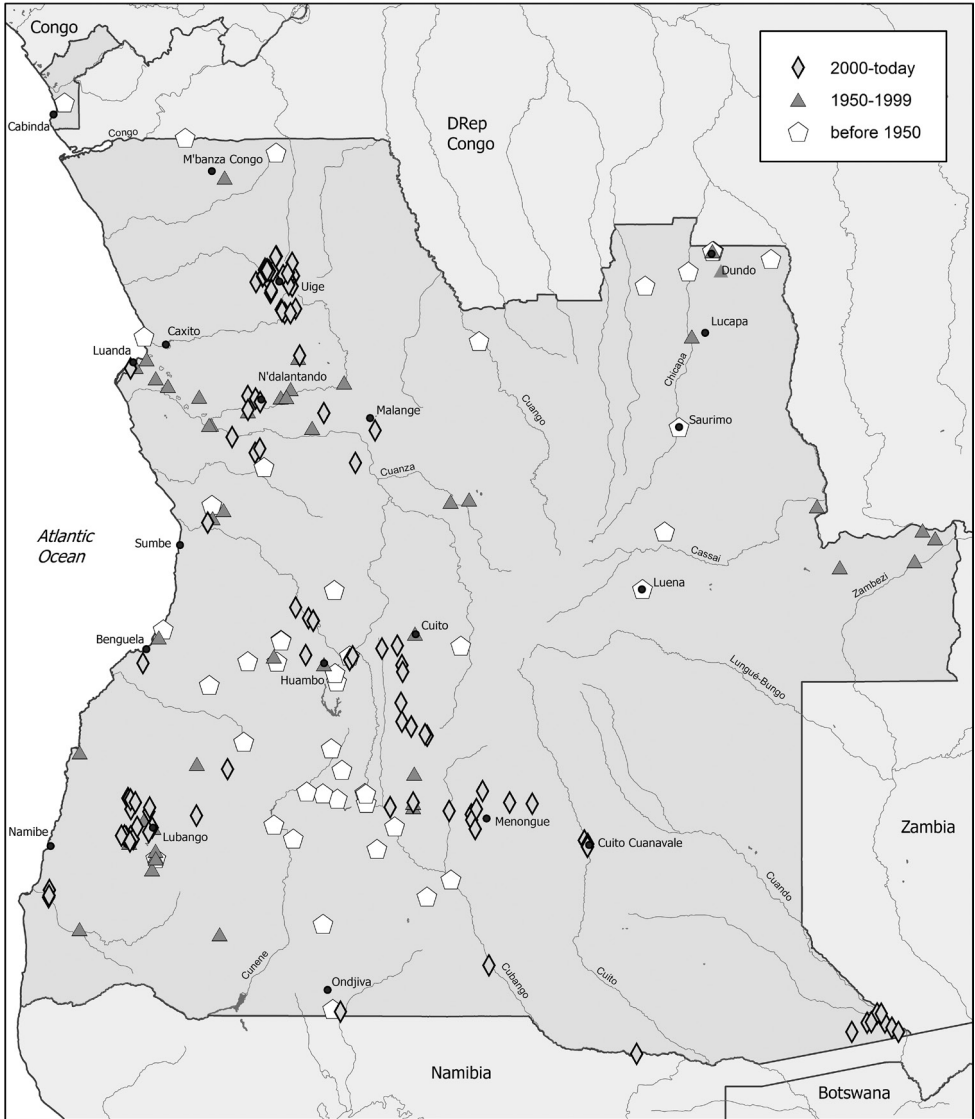 Congo
2000-today
1950-1999
before 1950
Cabinda
DRep
Congo
Congo
M'banza Congo
Dundo
Uige
Lucapa
Caxito
Luanda
Chicapa
N'dalantando
Malange
Cuango
Saurimo
Cuanza
Atlantic
Ocean
Sumbe
Cassai
Zambezi
Luena
Cuito
Benguela
Lungué-Bungo
Huambo
Menongue
Namibe
Lubango
Zambia
Cuito Cuanavale
Cuando
Cunene
Cubango
Cuito
Ondjiva
Namibia
Botswana